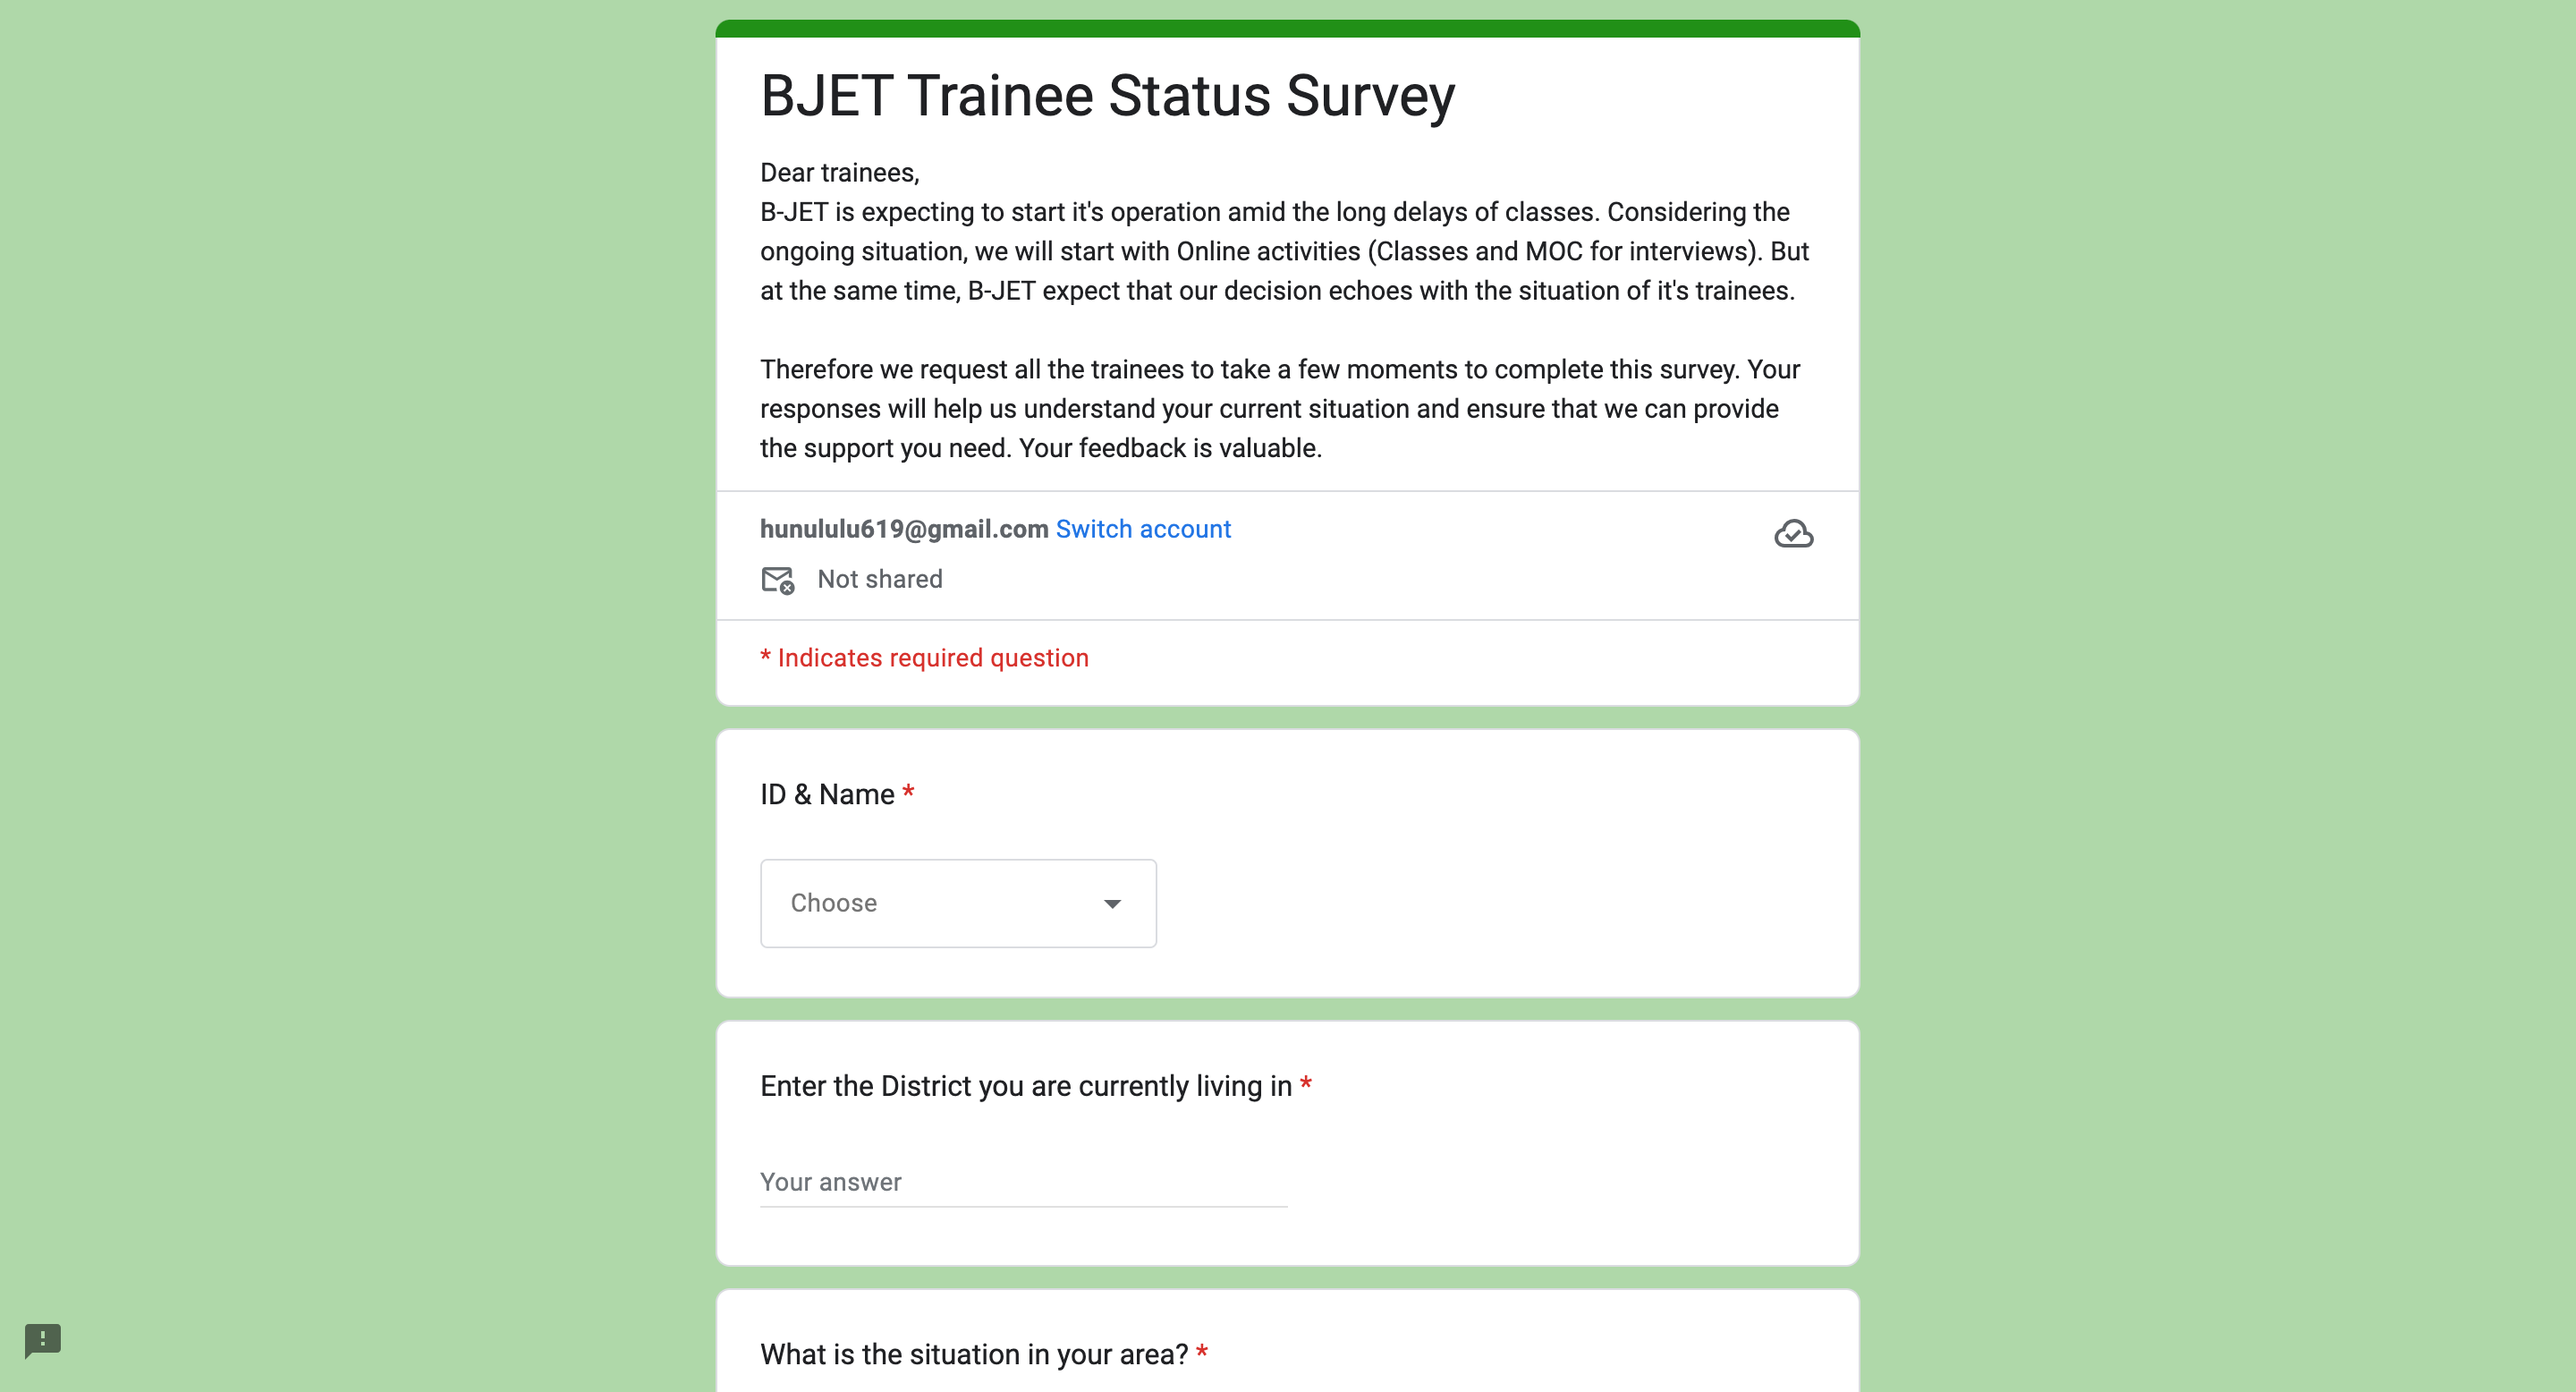 BJET Trainee Status Survey
Dear trainees,
B-JET is expecting to start it's operation amid the long delays of classes. Considering the
ongoing situation, we will start with Online activities (Classes and MOC for interviews). But
at the same time, B-JET expect that our decision echoes with the situation of it's trainees.
Therefore we request all the trainees to take a few moments to complete this survey. Your
responses will help us understand your current situation and ensure that we can provide
the support you need. Your feedback is valuable.
hunululu619@gmail.com Switch account
Not shared
* Indicates required question
ID & Name *
Choose
Enter the District you are currently living in *
Your answer
What is the situation in your area? *